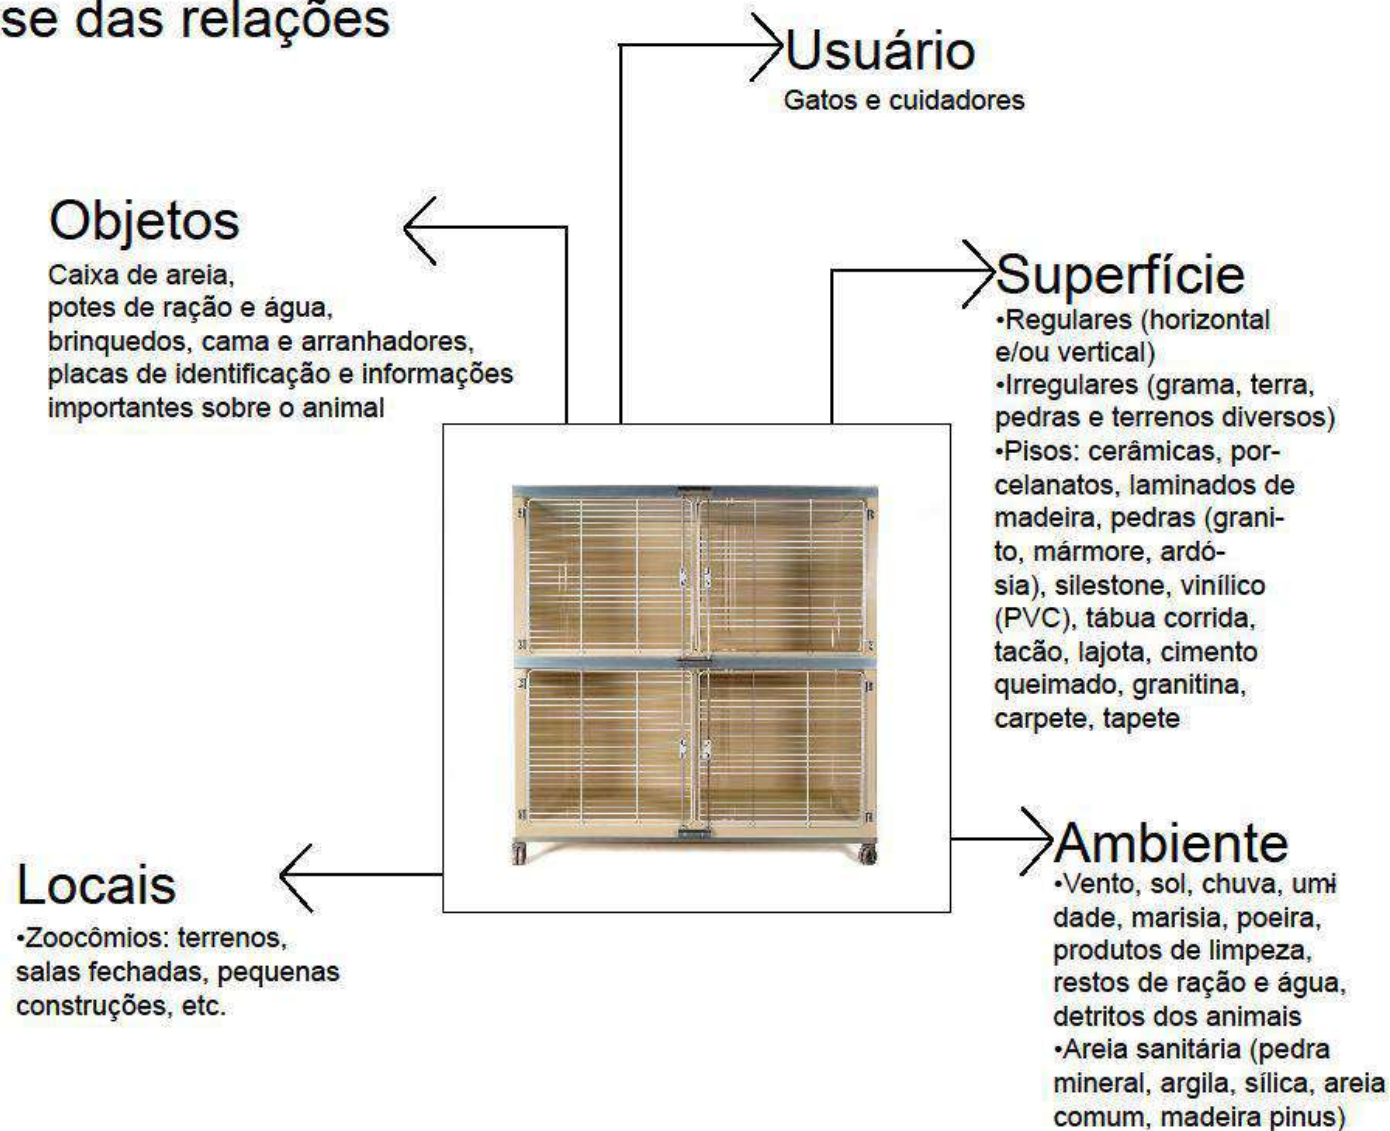 se das relações
Usuário
Gatos e cuidadores
Objetos
Caixa de areia,
potes de ração e água,
brinquedos, cama e arranhadores,
placas de identificação e informações
importantes sobre o animal
Superfície
•Regulares (horizontal
e/ou vertical)
•Irregulares (grama, terra,
pedras e terrenos diversos)
•Pisos: cerâmicas, por-
celanatos, laminados de
madeira, pedras (grani-
to, mármore, ardó-
sia), silestone, vinílico
(PVC), tábua corrida,
tacão, lajota, cimento
queimado, granitina,
carpete, tapete
Locais
•Zoocômios: terrenos,
salas fechadas, pequenas
construções, etc.
Ambiente
•Vento, sol, chuva, umi-
dade, marisia, poeira,
produtos de limpeza,
restos de ração e água,
detritos dos animais
•Areia sanitária (pedra
mineral, argila, sílica, areia
comum, madeira pinus)